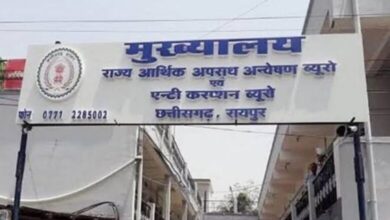 मुख्यालय
राज्य आर्थिक अपराध अन्वेषण ब्यूरो
एवं
एन्टी करप्शन ब्यूरो
फोन 0771 2285002
छत्तीसगढ़, रायपुर